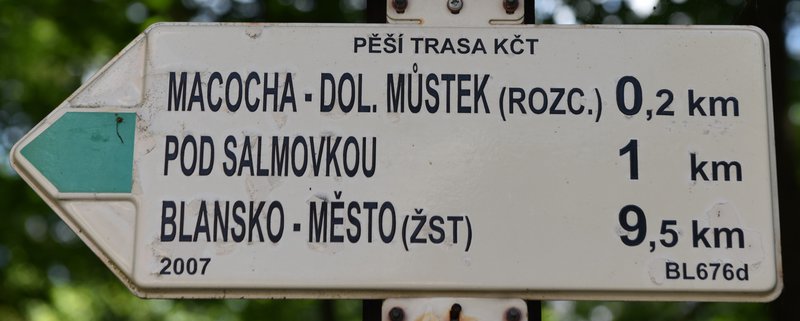 PĚŠÍ TRASA KČT
MACOCHA - DOL. MŮSTEK (ROZC.) 0,2 km
POD SALMOVKOU 1 km
BLANSKO - MĚSTO (ŽST) 9,5 km
2007 BL676d